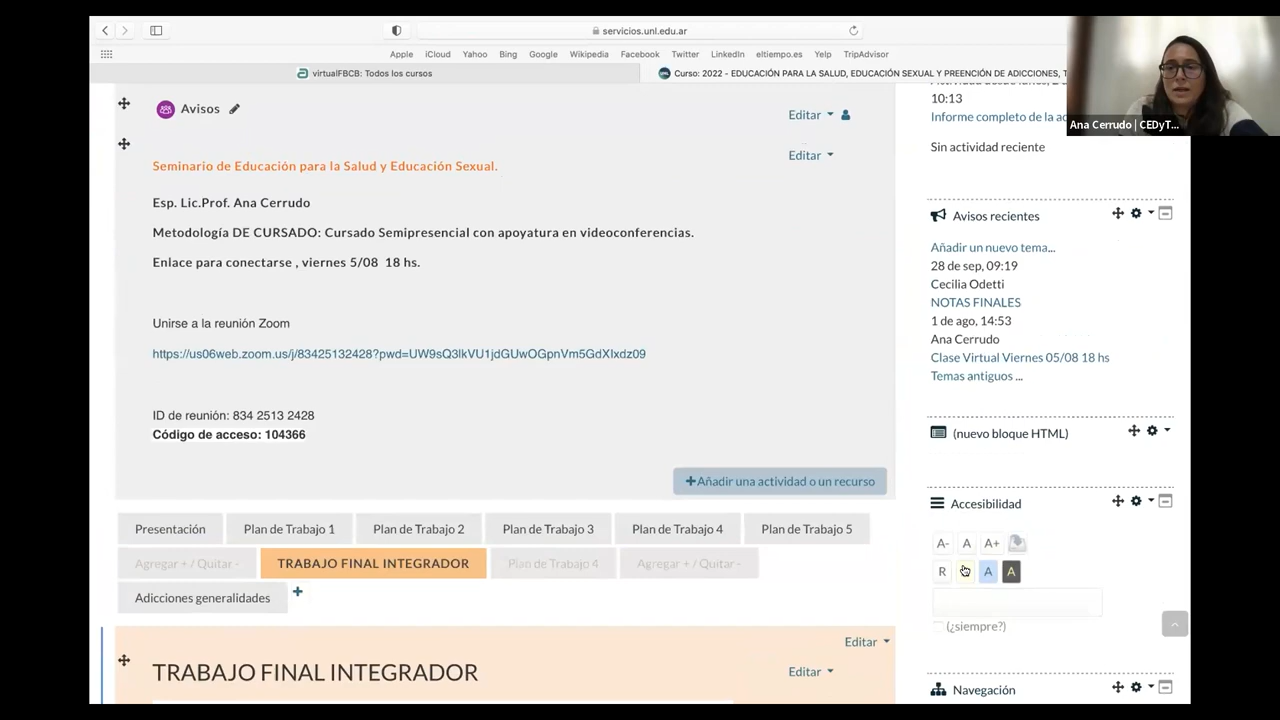 servicios.unl.edu.ar
Apple iCloud Yahoo Bing Google Wikipedia Facebook Twitter LinkedIn eltiempo.es Yelp TripAdvisor
virtualFBCB: Todos los cursos
Curso: 2022 - EDUCACIÓN PARA LA SALUD, EDUCACIÓN SEXUAL Y PREENCIÓN DE ADICCIONES, T
Ana Cerrudo | CEDyT...
Avisos
Editar
Editar
Seminario de Educación para la Salud y Educación Sexual.
Esp. Lic.Prof. Ana Cerrudo
Metodología DE CURSADO: Cursado Semipresencial con apoyatura en videoconferencias.
Enlace para conectarse , viernes 5/08 18 hs.
Unirse a la reunión Zoom
https://us06web.zoom.us/j/83425132428?pwd=UW9sQ3lkVU1jdGUwOGpnVm5GdXIxdz09
ID de reunión: 834 2513 2428
Código de acceso: 104366
+Añadir una actividad o un recurso
Presentación
Plan de Trabajo 1
Plan de Trabajo 2
Plan de Trabajo 3
Plan de Trabajo 4
Plan de Trabajo 5
Agregar + / Quitar -
TRABAJO FINAL INTEGRADOR
Plan de Trabajo 4
Agregar + / Quitar -
Adicciones generalidades
Editar
TRABAJO FINAL INTEGRADOR
Editar
10:13
Informe completo de la
Sin actividad reciente
Avisos recientes
Añadir un nuevo tema...
28 de sep, 09:19
Cecilia Odetti
NOTAS FINALES
1 de ago, 14:53
Ana Cerrudo
Clase Virtual Viernes 05/08 18 hs
Temas antiguos ...
(nuevo bloque HTML)
Accesibilidad
A- A A+
R A A
(¿siempre?)
Navegación